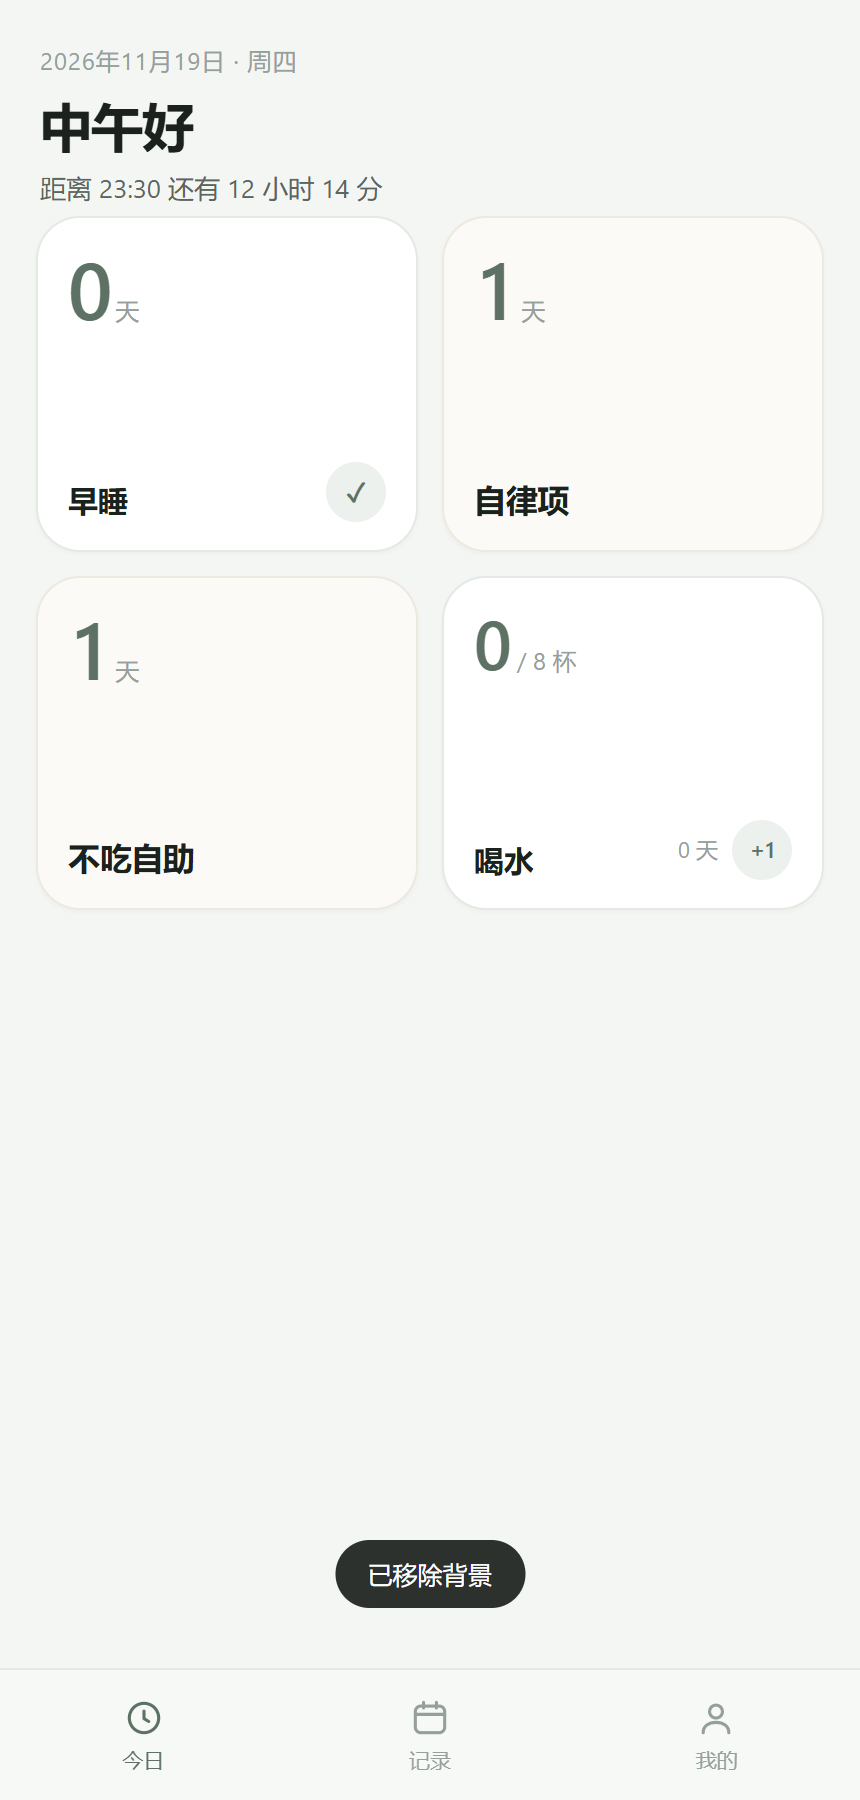 2026年11月19日 · 周四
中午好
距离 23:30 还有 12 小时 14 分
0 天
早睡
✓
1 天
自律项
1 天
不吃自助
0 / 8 杯
喝水
0 天
+1
已移除背景
今日
记录
我的